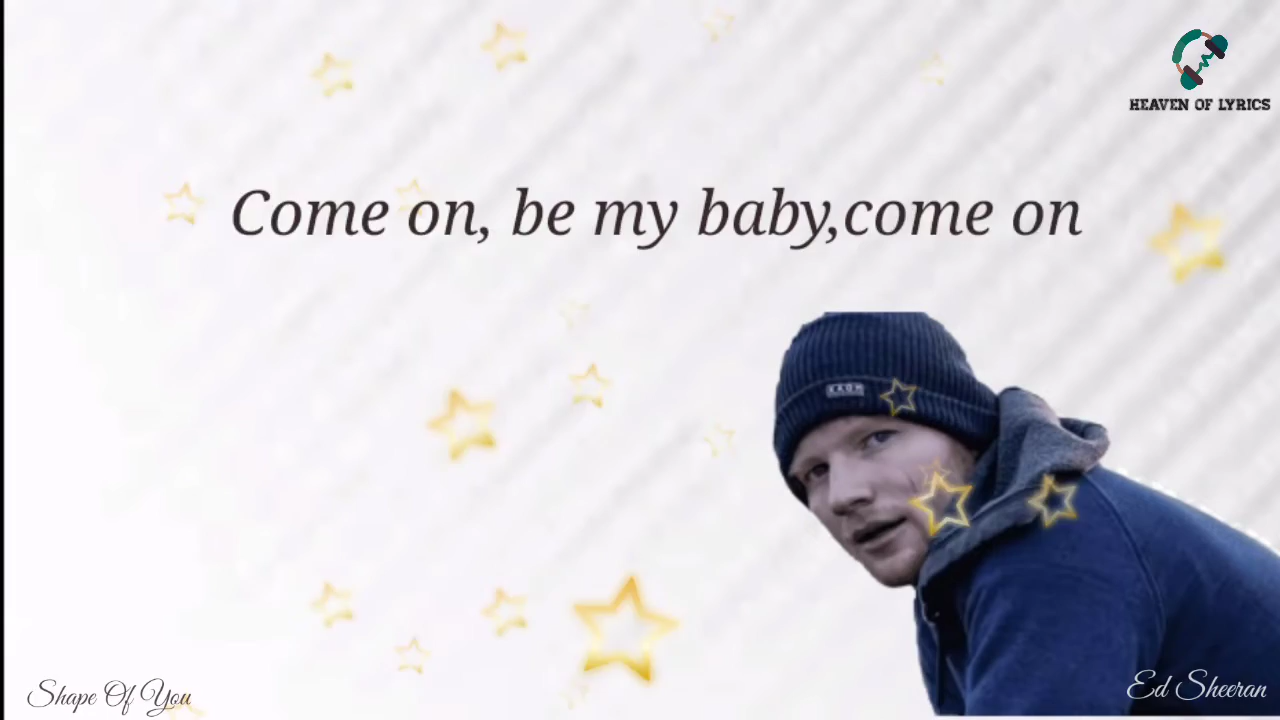 HEAVEN OF LYRICS
Come on, be my baby,come on
Shape Of You
Ed Sheeran